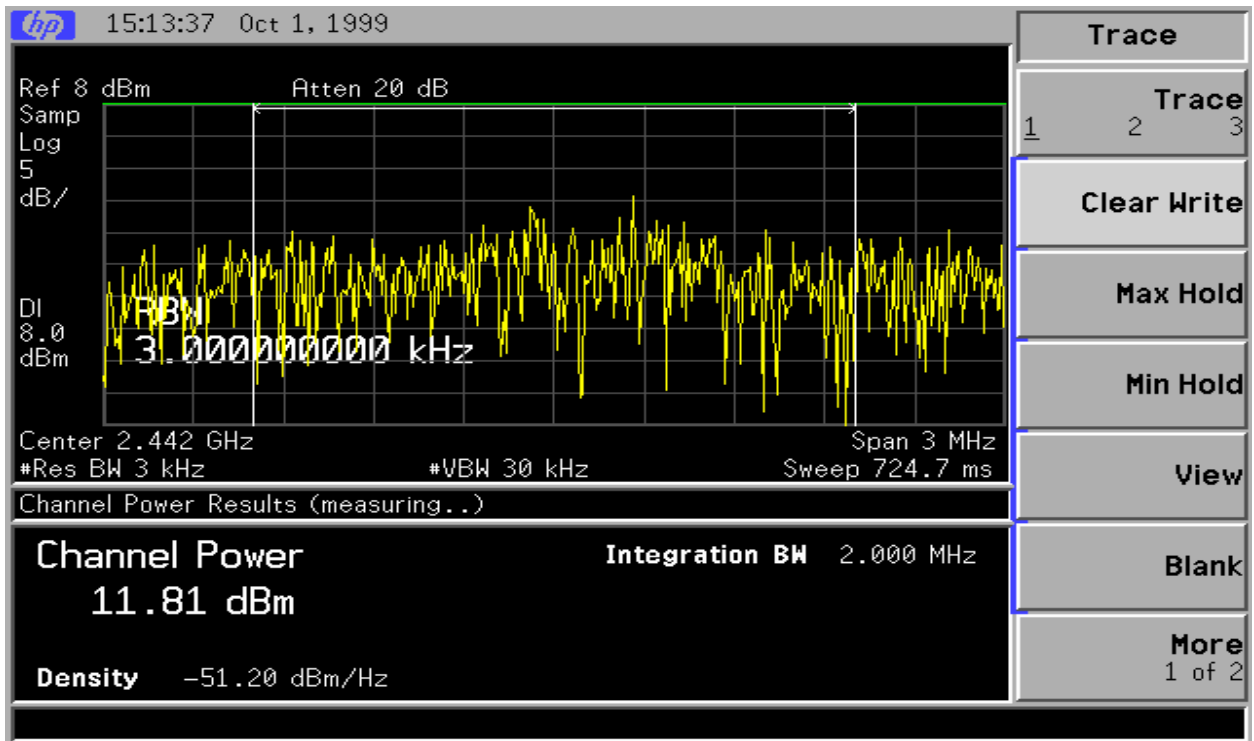 hp 15:13:37 Oct 1, 1999
Trace
Ref 8 dBm Atten 20 dB
Samp
Log
5
dB/
DI
8.0
dBm
RBW
3.000000000 kHz
Center 2.442 GHz Span 3 MHz
#Res BW 3 kHz #VBW 30 kHz Sweep 724.7 ms
Channel Power Results (measuring..)
Channel Power
11.81 dBm
Integration BW 2.000 MHz
Density -51.20 dBm/Hz
Trace
1 2 3
Clear Write
Max Hold
Min Hold
View
Blank
More
1 of 2